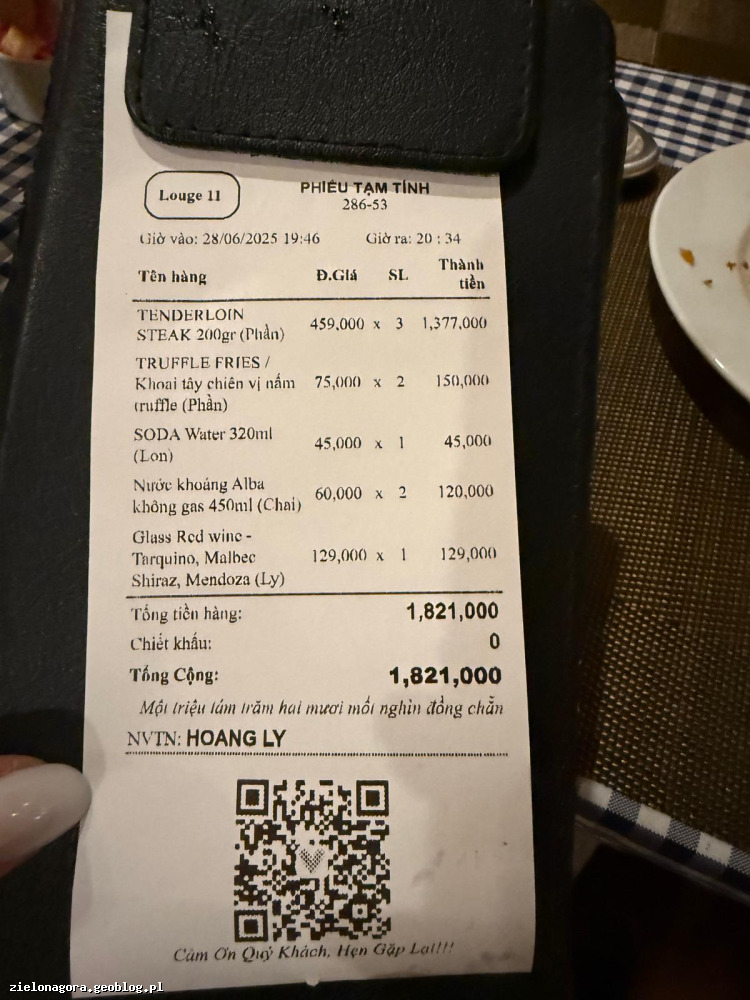 Louge 11
PHIẾU TẠM TÍNH
286-53
Giờ vào: 28/06/2025 19:46 Giờ ra: 20 : 34
Tên hàng Đ.Giá SL Thành tiền
TENDERLOIN
STEAK 200gr (Phần) 459,000 x 3 1,377,000
TRUFFLE FRIES /
Khoai tây chiên vị nấm 75,000 x 2 150,000
truffle (Phần)
SODA Water 320ml
(Lon) 45,000 x 1 45,000
Nước khoáng Alba
không gas 450ml (Chai) 60,000 x 2 120,000
Glass Red wine -
Tarquino, Malbec 129,000 x 1 129,000
Shiraz, Mendoza (Ly)
Tổng tiền hàng: 1,821,000
Chiết khấu: 0
Tổng Cộng: 1,821,000
Một triệu tám trăm hai mươi mốt nghìn đồng chẵn
NVTN: HOANG LY
Cảm Ơn Quý Khách, Hẹn Gặp Lại!!!
zielonagora.geoblog.pl